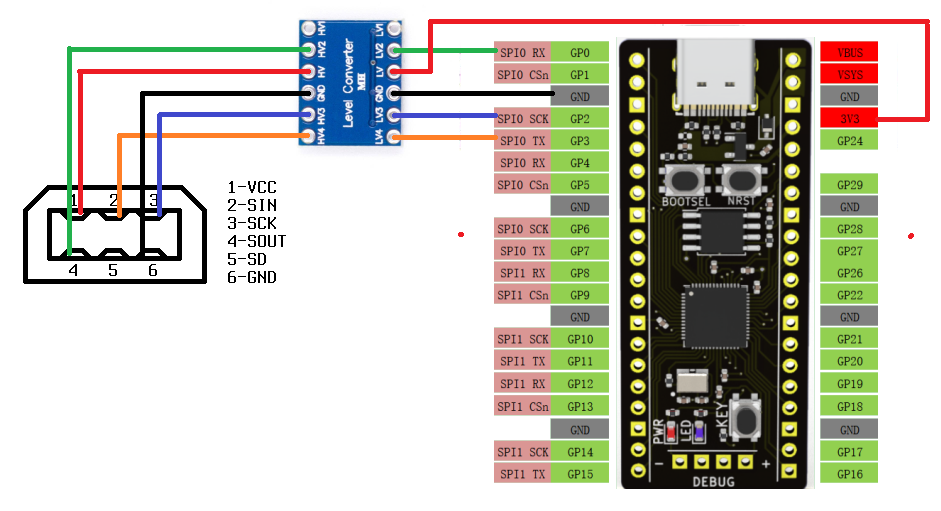 HV1
HV2
HV
GND
HV3
HV4
Level Converter
MH
LV1
LV2
LV
GND
LV3
LV4
1 2 3
4 5 6
1-VCC
2-SIN
3-SCK
4-SOUT
5-SD
6-GND
SPI0 RX GP0
SPI0 CSn GP1
GND
SPI0 SCK GP2
SPI0 TX GP3
SPI0 RX GP4
SPI0 CSn GP5
GND
SPI0 SCK GP6
SPI0 TX GP7
SPI1 RX GP8
SPI1 CSn GP9
GND
SPI1 SCK GP10
SPI1 TX GP11
SPI1 RX GP12
SPI1 CSn GP13
GND
SPI1 SCK GP14
SPI1 TX GP15
BOOTSEL NRST
PWR
LED
KEY
- +
DEBUG
VBUS
VSYS
GND
3V3
GP24
GP29
GND
GP28
GP27
GP26
GP22
GND
GP21
GP20
GP19
GP18
GND
GP17
GP16